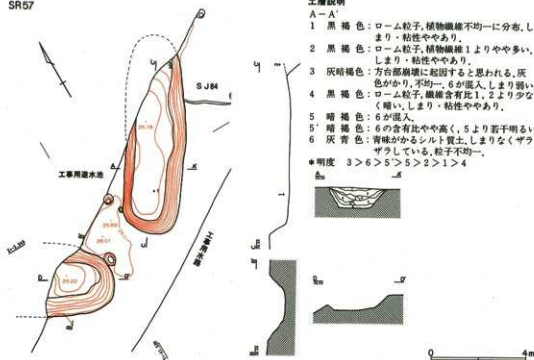 SR57
土層説明
A-A'
1 黒褐色：ローム粒子,植物繊維不均一に分布,し
まり・粘性ややあり．
2 黒褐色：ローム粒子,植物繊維1よりやや多い,
しまり・粘性ややあり．
3 灰暗褐色：方台部崩壊に起因すると思われる,灰
色がかり,不均一. 6が混入, しまり弱い
4 黒褐色：ローム粒子,繊維含有比1, 2より少な
く暗い, しまり・粘性ややあり．
5 暗褐色：6が混入．
5' 暗褐色：6の含有比やや高く, 5より若干明るい
6 灰青色：青味がかるシルト質土, しまりなくザラ
ザラしている, 粒子不均一．
*明度 3＞6＞5'＞5＞2＞1＞4
SJ84
工事用遊水池
工事用水路
A
A'
C
C'
B
D
D'
0 4m